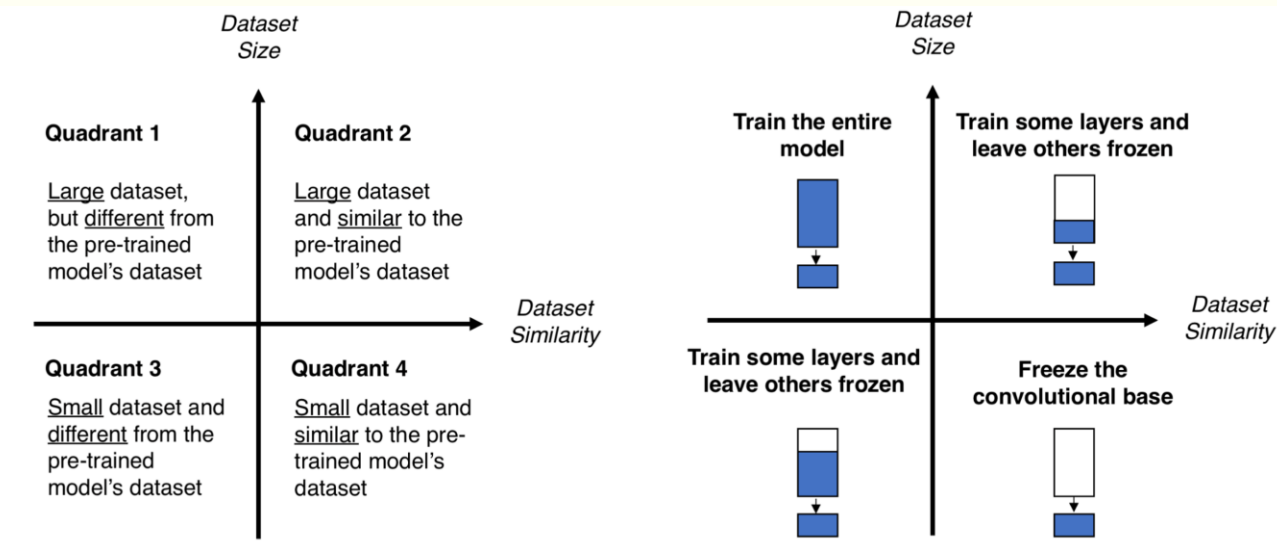 Dataset
Size
Quadrant 1
Large dataset,
but different from
the pre-trained
model's dataset
Quadrant 2
Large dataset
and similar to the
pre-trained
model's dataset
Dataset
Similarity
Quadrant 3
Small dataset and
different from the
pre-trained
model's dataset
Quadrant 4
Small dataset and
similar to the pre-
trained model's
dataset
Dataset
Size
Train the entire
model
Train some layers and
leave others frozen
Dataset
Similarity
Train some layers and
leave others frozen
Freeze the
convolutional base